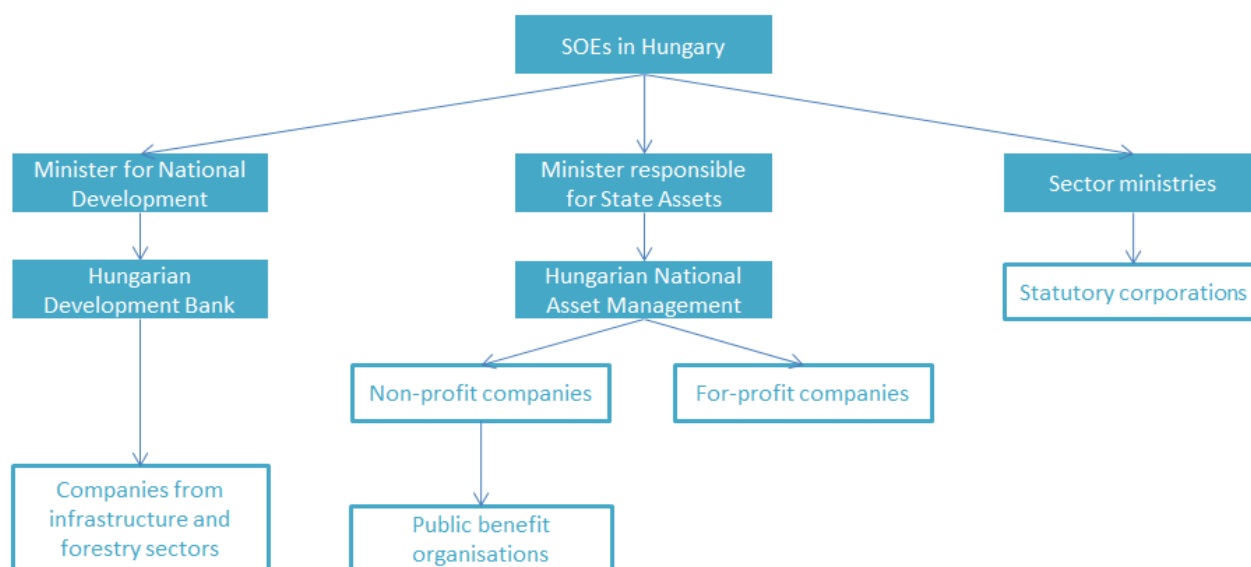 SOEs in Hungary
Minister for National
Development
Minister responsible
for State Assets
Sector ministries
Hungarian
Development Bank
Hungarian National
Asset Management
Statutory corporations
Non-profit companies
For-profit companies
Companies from
infrastructure and
forestry sectors
Public benefit
organisations